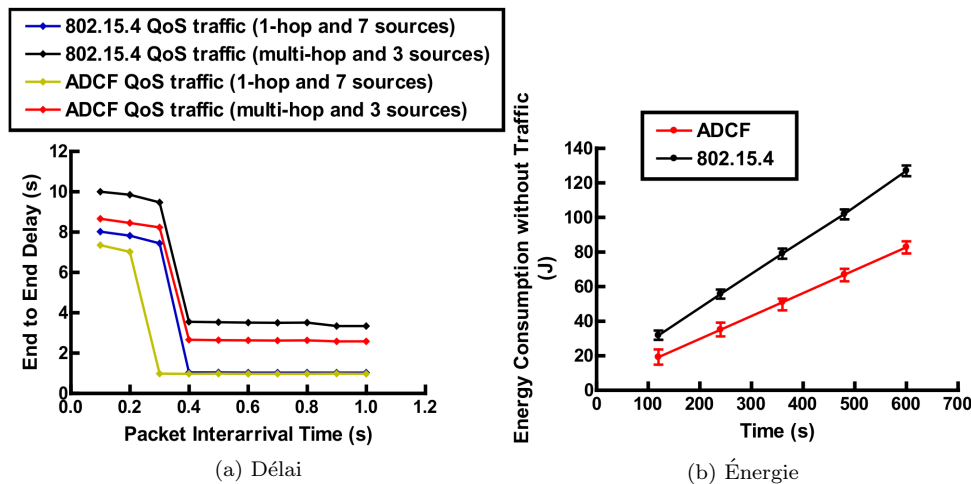 802.15.4 QoS traffic (1-hop and 7 sources)
802.15.4 QoS traffic (multi-hop and 3 sources)
ADCF QoS traffic (1-hop and 7 sources)
ADCF QoS traffic (multi-hop and 3 sources)
End to End Delay (s)
12
10
8
6
4
2
0
0.0 0.2 0.4 0.6 0.8 1.0 1.2
Packet Interarrival Time (s)
(a) Délai
ADCF
802.15.4
Energy Consumption without Traffic
(J)
140
120
100
80
60
40
20
0
0 100 200 300 400 500 600 700
Time (s)
(b) Énergie